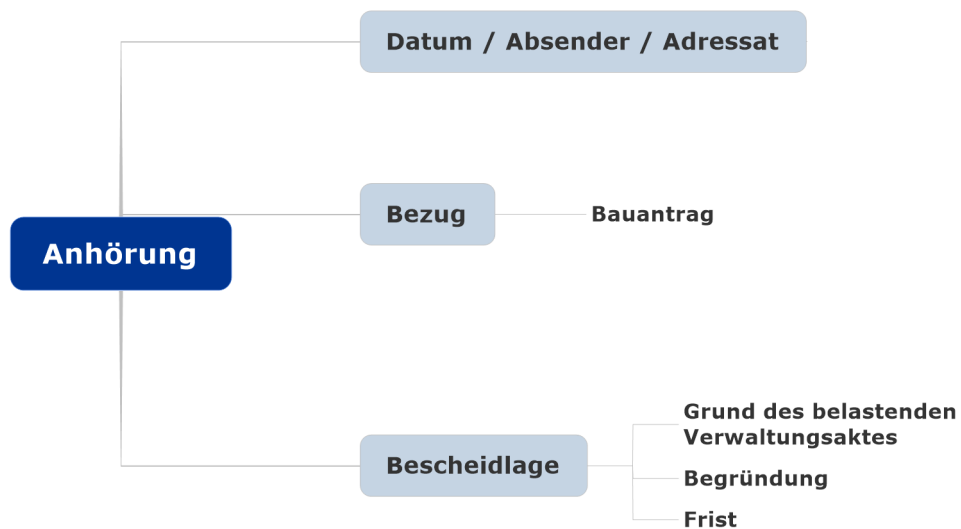 Anhörung
Datum / Absender / Adressat
Bezug
Bauantrag
Bescheidlage
Grund des belastenden
Verwaltungsaktes
Begründung
Frist